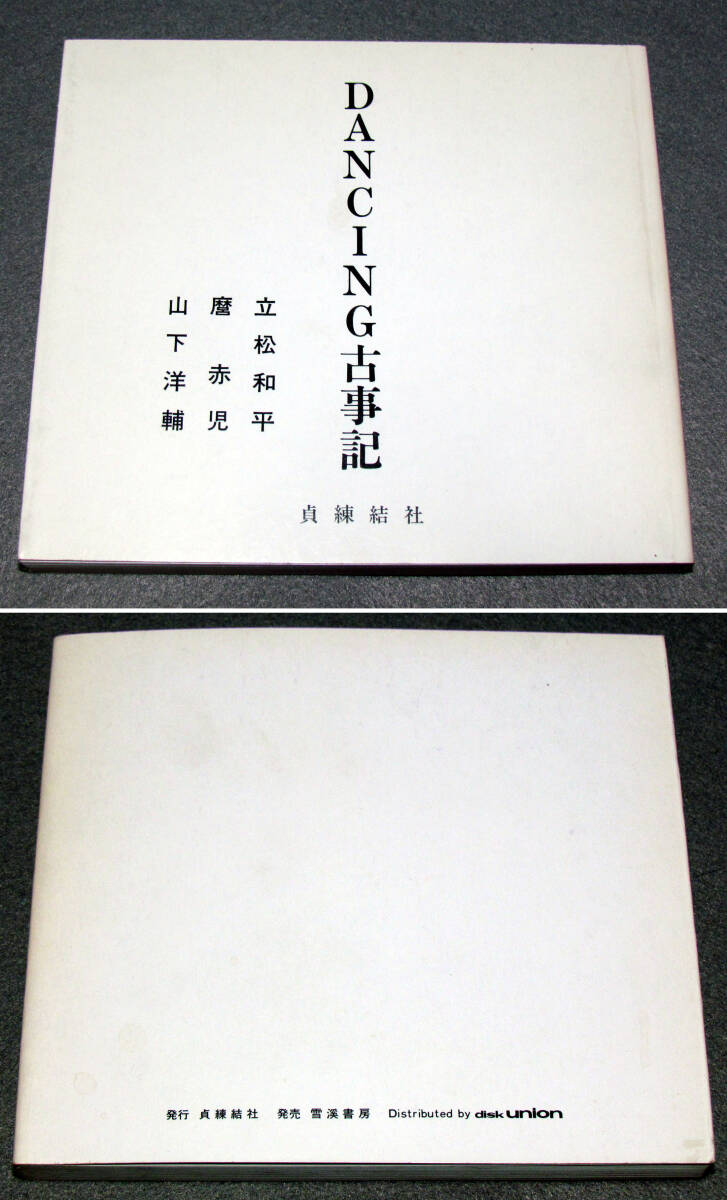 DANCING古事記
立松和平
麿赤児
山下洋輔
貞練結社
発行 貞練結社 発売 雪溪書房 Distributed by disk union